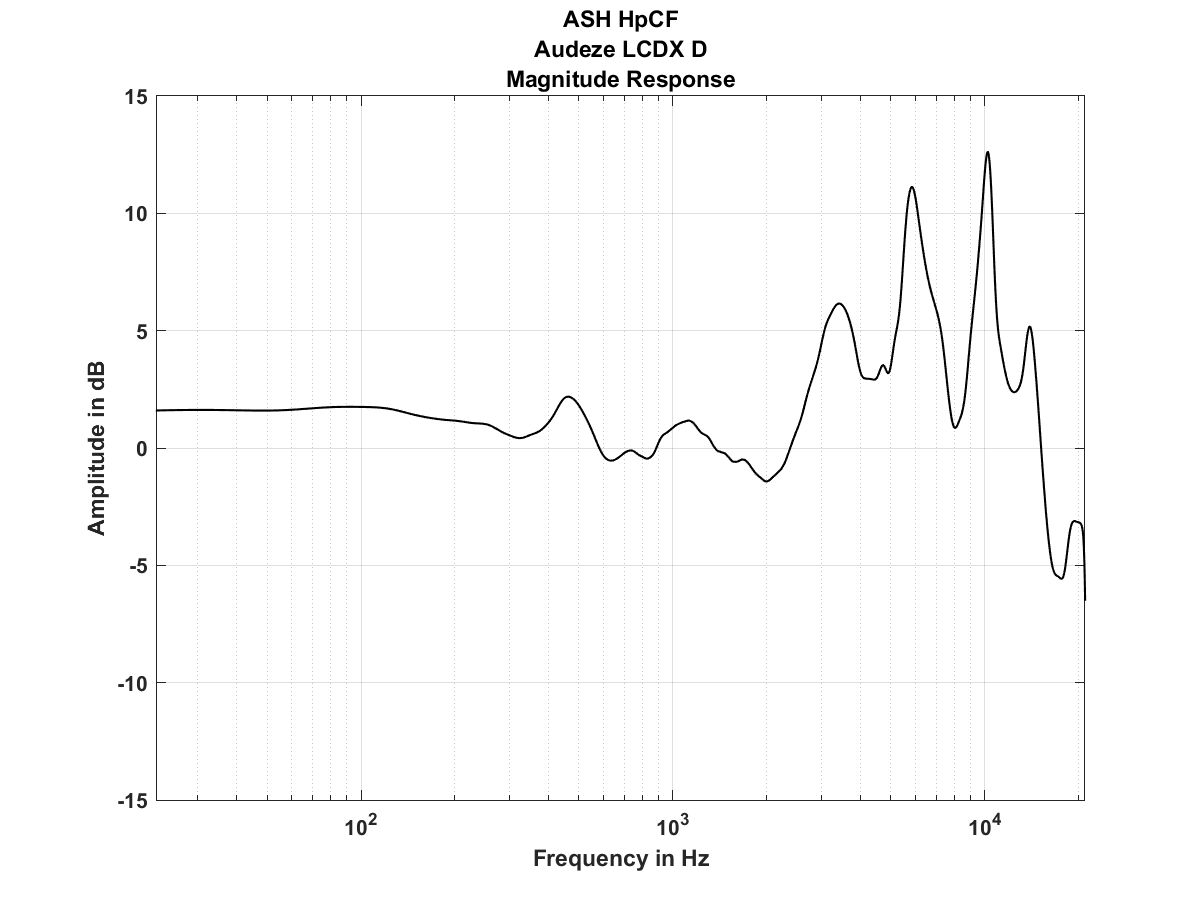 ASH HpCF
Audeze LCDX D
Magnitude Response
15
10
5
0
-5
-10
-15
Amplitude in dB
10²
10³
10⁴
Frequency in Hz